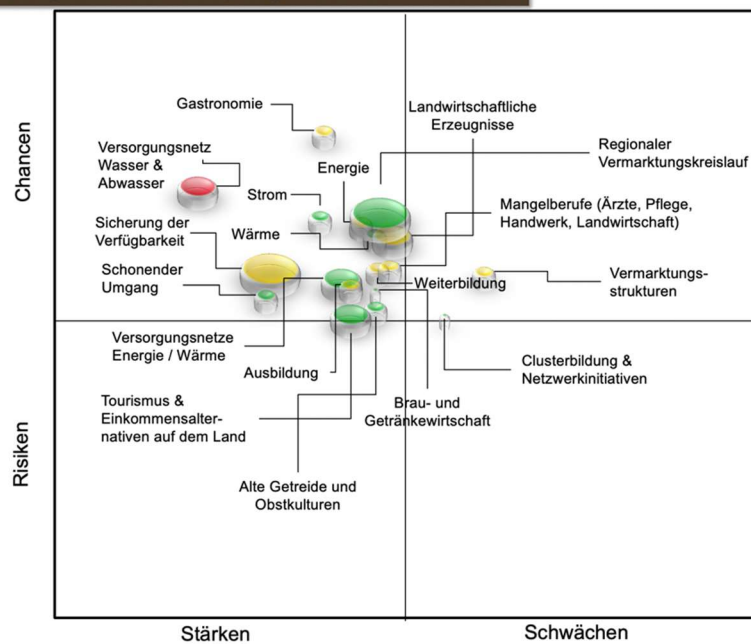 Chancen
Risiken
Stärken
Schwächen
Gastronomie
Landwirtschaftliche
Erzeugnisse
Versorgungsnetz
Wasser &
Abwasser
Energie
Regionaler
Vermarktungskreislauf
Strom
Mangelberufe (Ärzte, Pflege,
Handwerk, Landwirtschaft)
Sicherung der
Verfügbarkeit
Wärme
Schonender
Umgang
Weiterbildung
Vermarktungs-
strukturen
Versorgungsnetze
Energie / Wärme
Ausbildung
Clusterbildung &
Netzwerkinitiativen
Tourismus &
Einkommensalter-
nativen auf dem Land
Brau- und
Getränkewirtschaft
Alte Getreide und
Obstkulturen